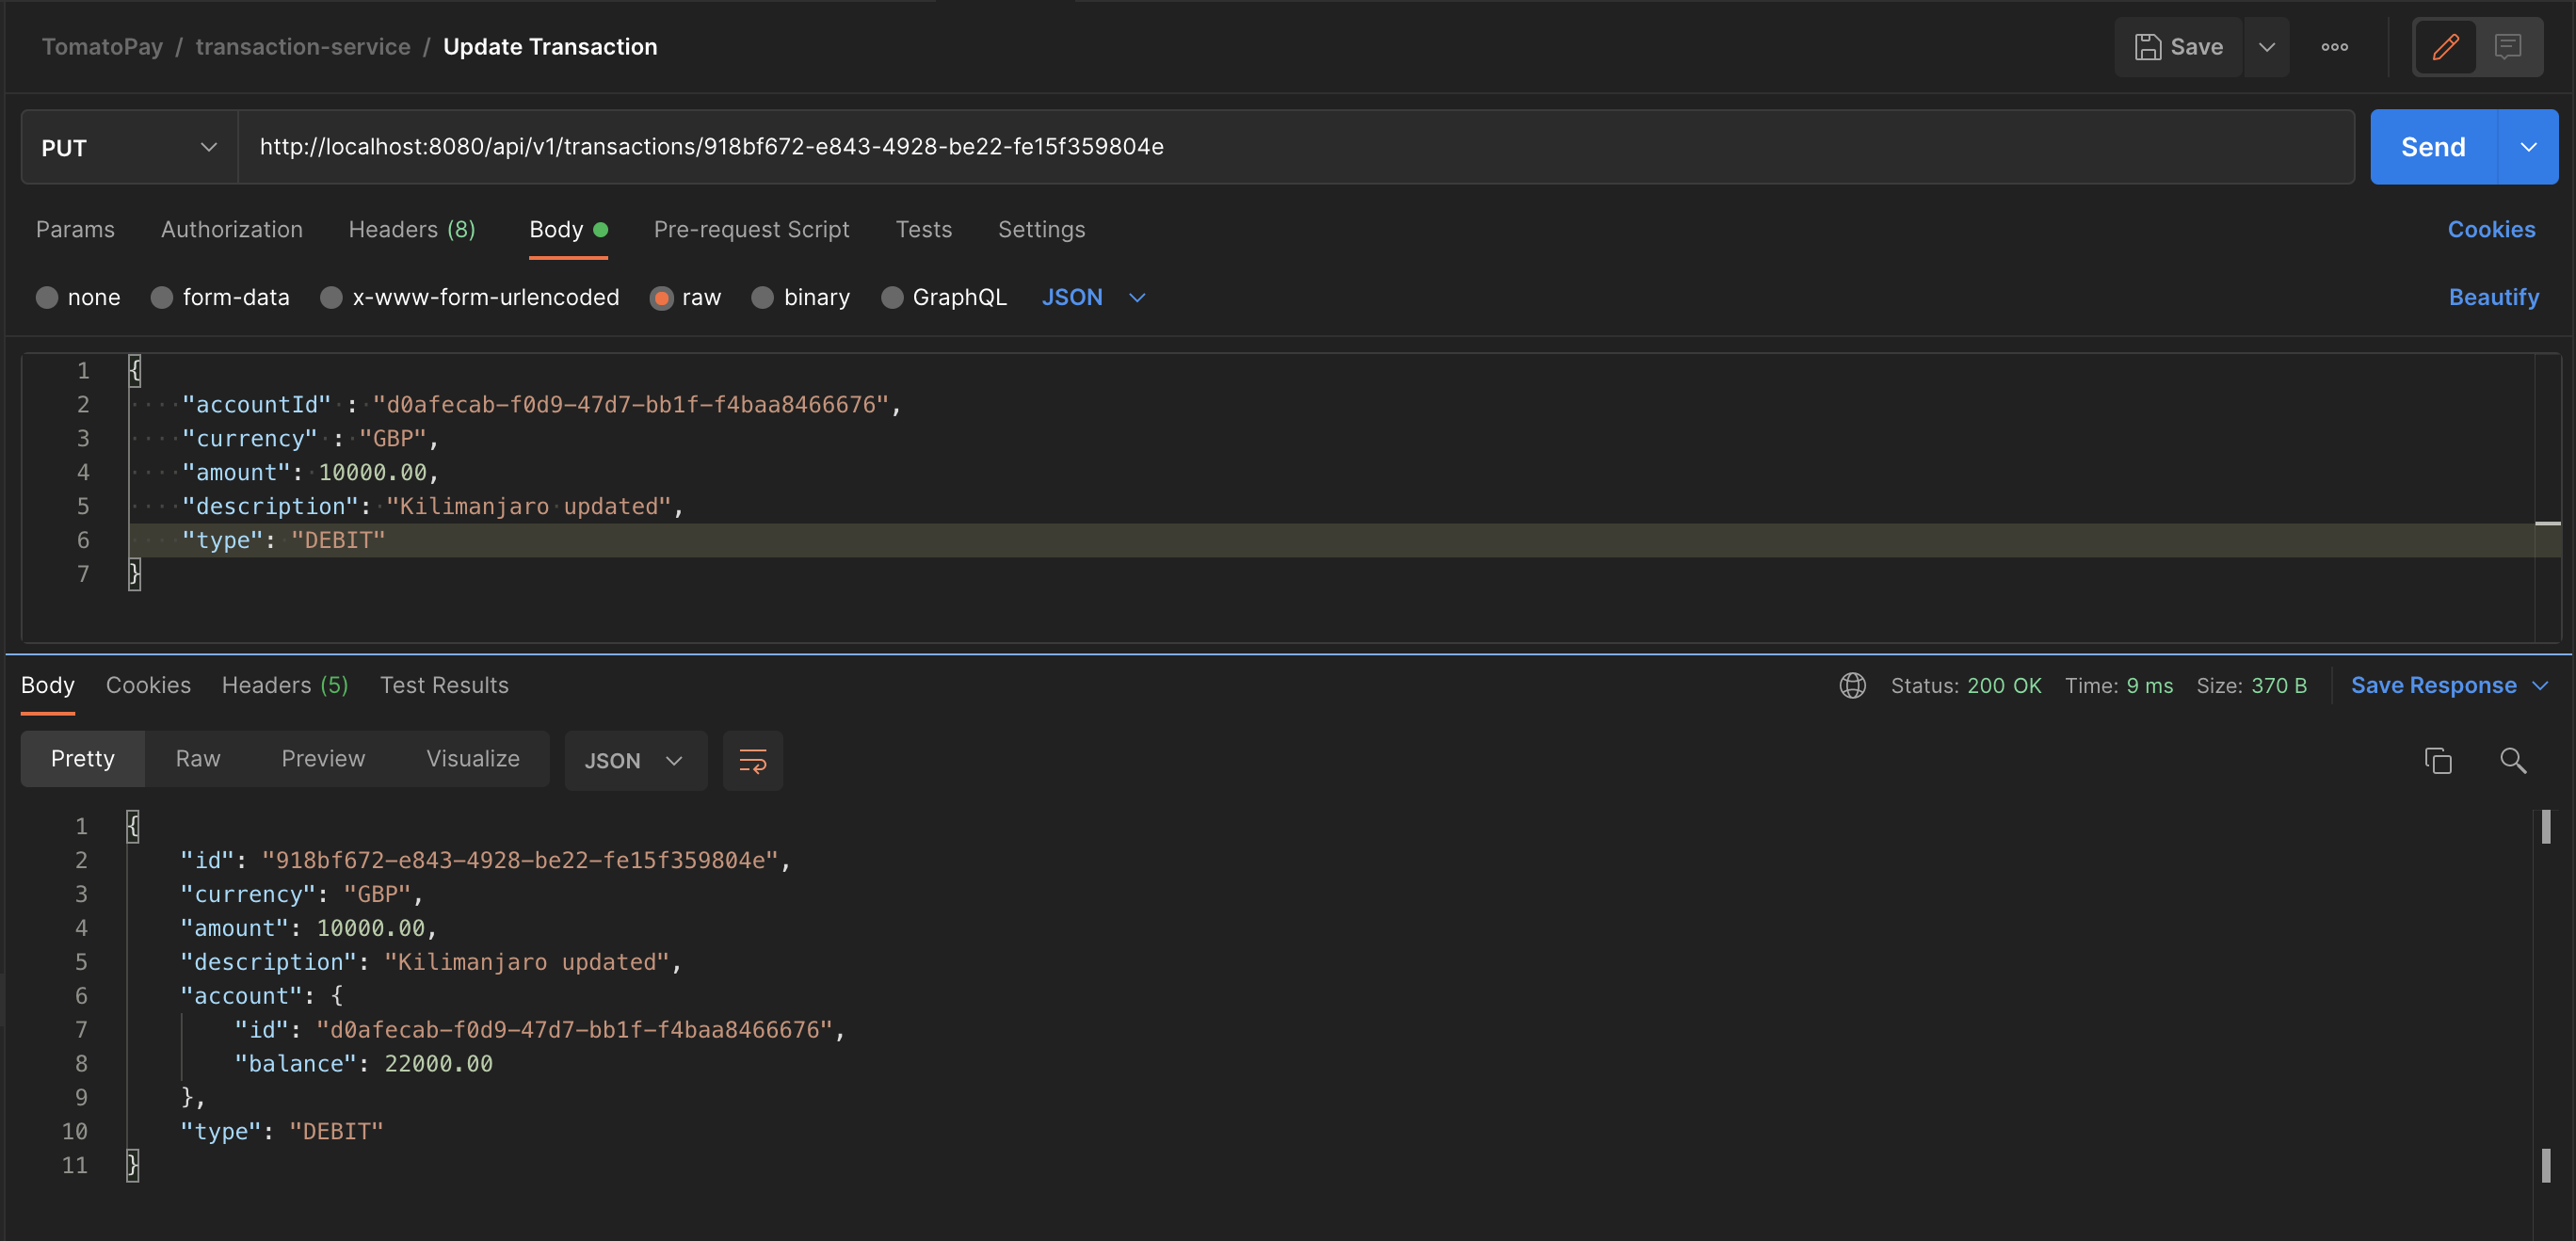 TomatoPay / transaction-service / Update Transaction
Save
PUT
http://localhost:8080/api/v1/transactions/918bf672-e843-4928-be22-fe15f359804e
Send
Params Authorization Headers (8) Body Pre-request Script Tests Settings Cookies
none form-data x-www-form-urlencoded raw binary GraphQL JSON Beautify
1 {
2 "accountId" : "d0afecab-f0d9-47d7-bb1f-f4baa8466676",
3 "currency" : "GBP",
4 "amount": 10000.00,
5 "description": "Kilimanjaro updated",
6 "type": "DEBIT"
7 }
Body Cookies Headers (5) Test Results Status: 200 OK Time: 9 ms Size: 370 B Save Response
Pretty Raw Preview Visualize JSON
1 {
2 "id": "918bf672-e843-4928-be22-fe15f359804e",
3 "currency": "GBP",
4 "amount": 10000.00,
5 "description": "Kilimanjaro updated",
6 "account": {
7 "id": "d0afecab-f0d9-47d7-bb1f-f4baa8466676",
8 "balance": 22000.00
9 },
10 "type": "DEBIT"
11 }